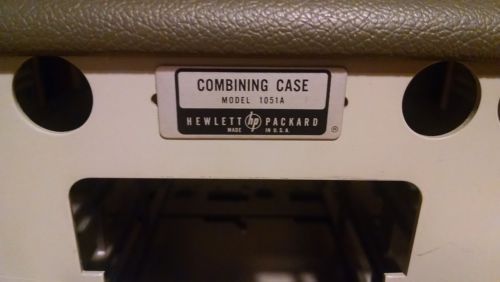 COMBINING CASE
MODEL 1051A
HEWLETT hp PACKARD
MADE IN U.S.A.
®